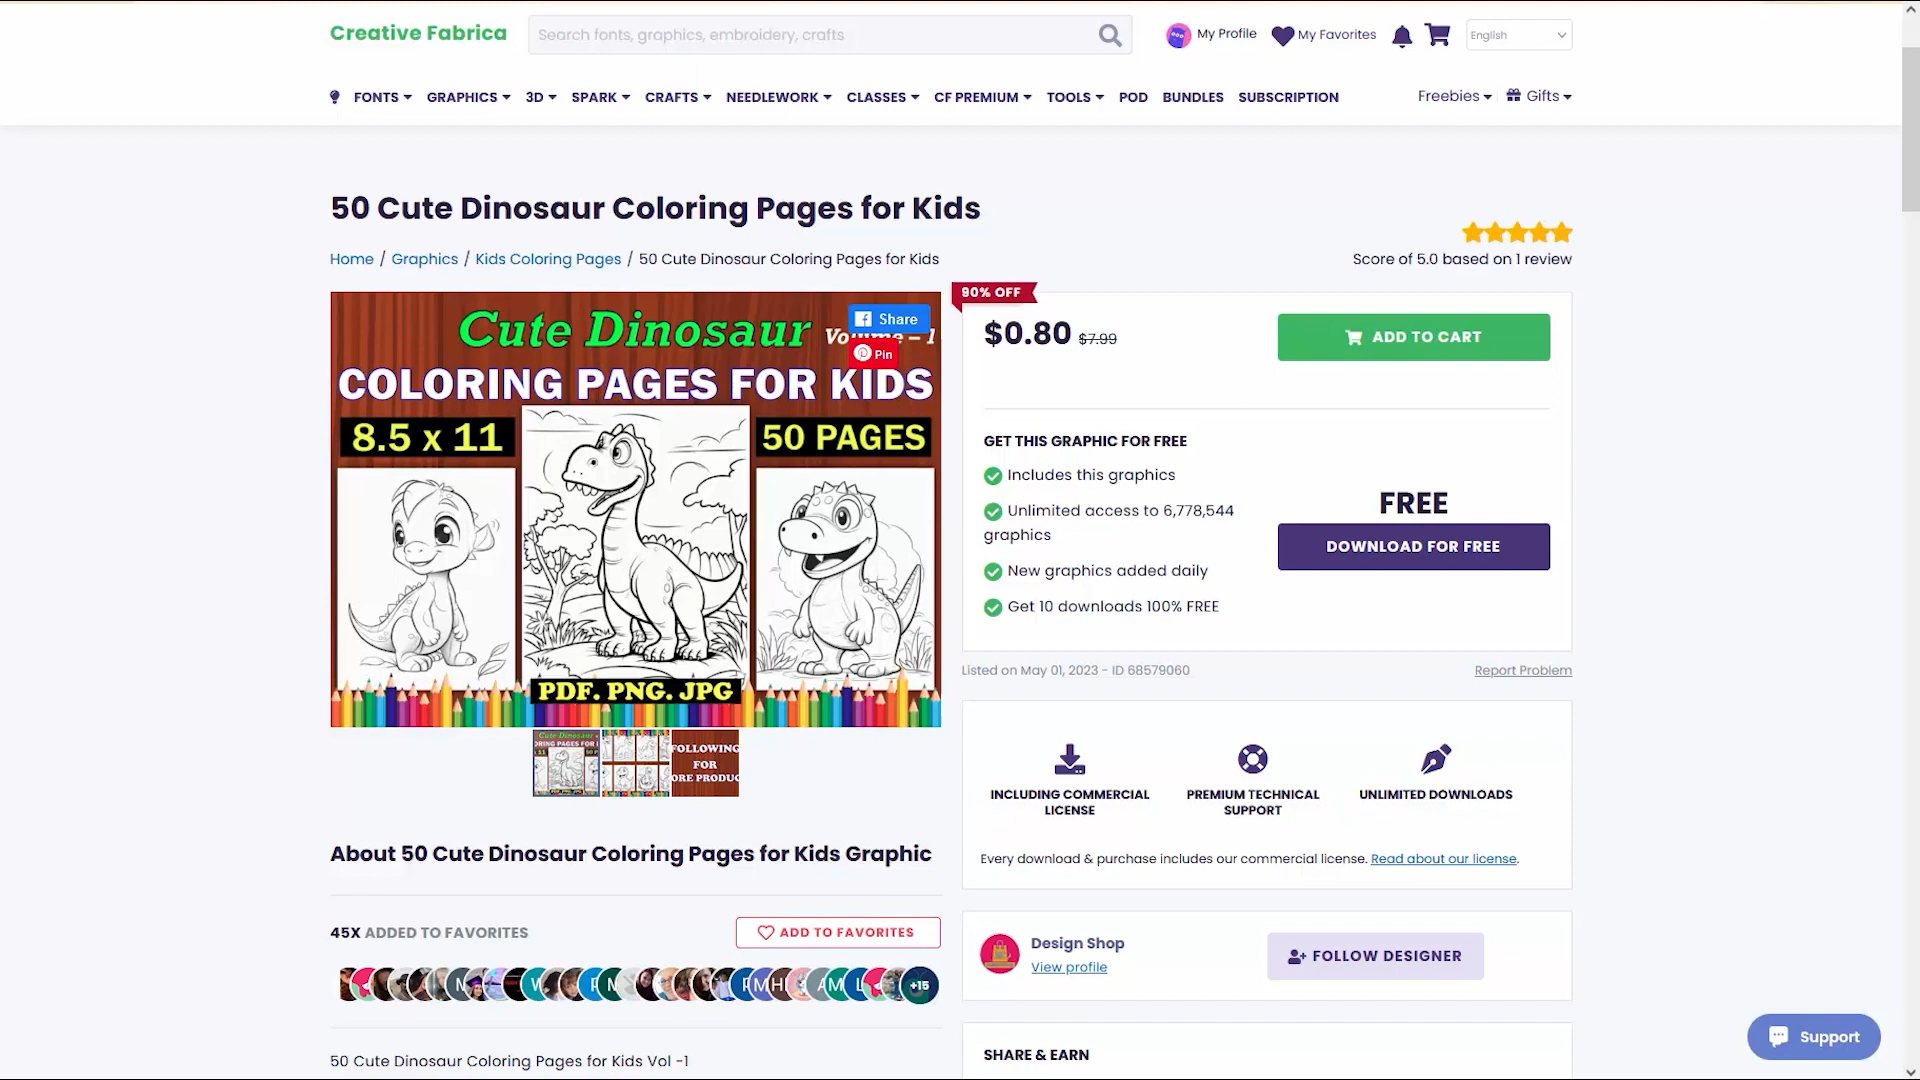 Creative Fabrica
Search fonts, graphics, embroidery, crafts
My Profile
My Favorites
English
FONTS
GRAPHICS
3D
SPARK
CRAFTS
NEEDLEWORK
CLASSES
CF PREMIUM
TOOLS
POD
BUNDLES
SUBSCRIPTION
Freebies
Gifts
50 Cute Dinosaur Coloring Pages for Kids
Home / Graphics / Kids Coloring Pages / 50 Cute Dinosaur Coloring Pages for Kids
Score of 5.0 based on 1 review
Cute Dinosaur
Share
Pin
COLORING PAGES FOR KIDS
8.5 x 11
50 PAGES
PDF. PNG. JPG
FOLLOWING
FOR
90% OFF
$0.80 $7.99
ADD TO CART
GET THIS GRAPHIC FOR FREE
Includes this graphics
Unlimited access to 6,778,544
graphics
New graphics added daily
Get 10 downloads 100% FREE
FREE
DOWNLOAD FOR FREE
Listed on May 01, 2023 - ID 68579060
Report Problem
INCLUDING COMMERCIAL
LICENSE
PREMIUM TECHNICAL
SUPPORT
UNLIMITED DOWNLOADS
Every download & purchase includes our commercial license. Read about our license.
About 50 Cute Dinosaur Coloring Pages for Kids Graphic
45X ADDED TO FAVORITES
ADD TO FAVORITES
+15
Design Shop
View profile
FOLLOW DESIGNER
50 Cute Dinosaur Coloring Pages for Kids Vol -1
SHARE & EARN
Support